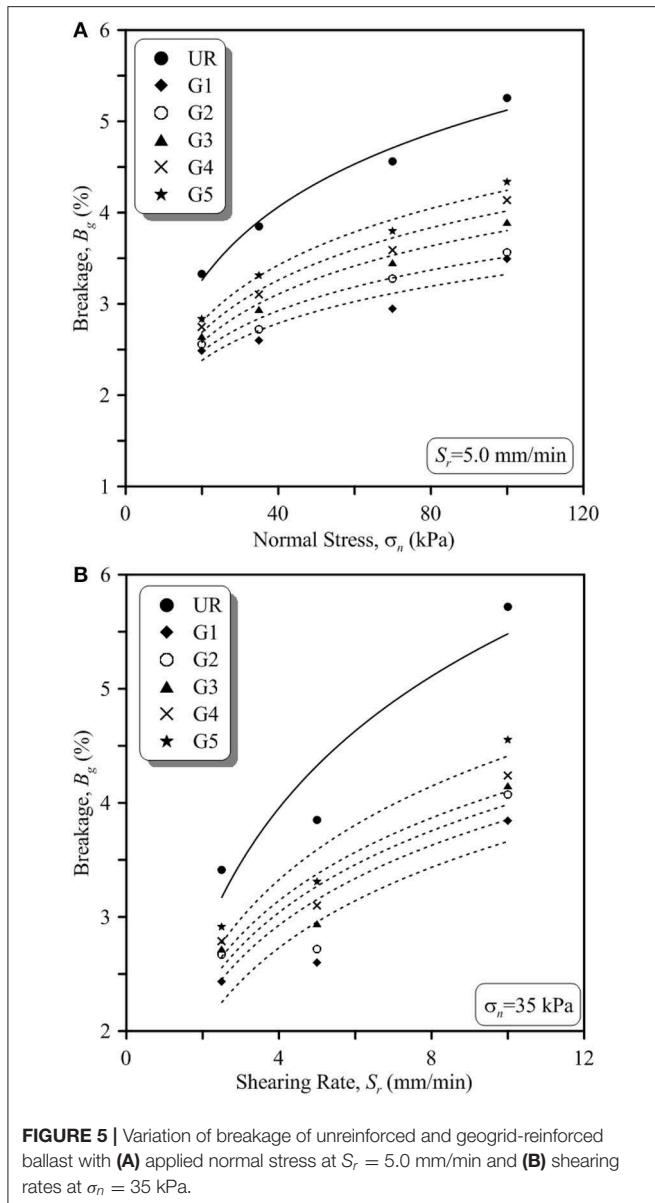 A
6
5
4
3
2
1
Breakage, B_g (%)
UR
G1
G2
G3
G4
G5
S_r=5.0 mm/min
0 40 80 120
Normal Stress, σ_n (kPa)
B
6
5
4
3
2
Breakage, B_g (%)
UR
G1
G2
G3
G4
G5
σ_n=35 kPa
0 4 8 12
Shearing Rate, S_r (mm/min)
FIGURE 5 | Variation of breakage of unreinforced and geogrid-reinforced
ballast with (A) applied normal stress at S_r = 5.0 mm/min and (B) shearing
rates at σ_n = 35 kPa.